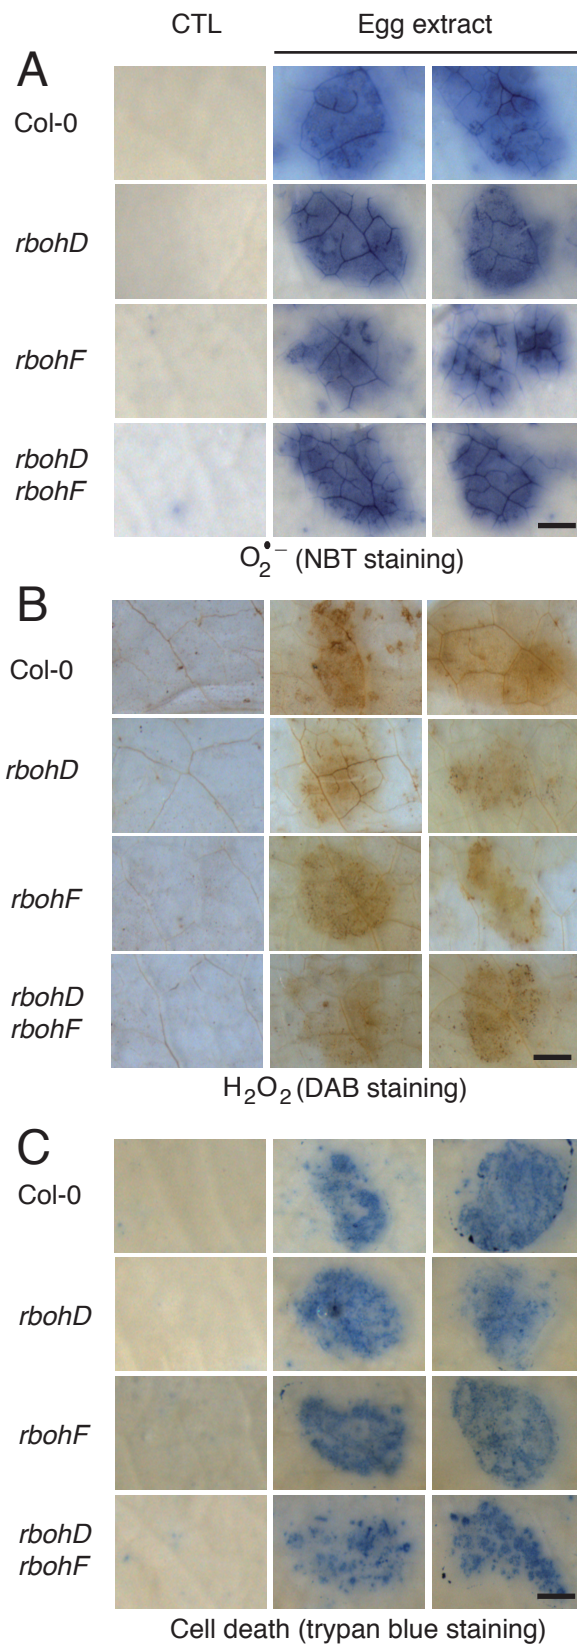 CTL Egg extract
A
Col-0
rbohD
rbohF
rbohD
rbohF
O₂•− (NBT staining)
B
Col-0
rbohD
rbohF
rbohD
rbohF
H₂O₂ (DAB staining)
C
Col-0
rbohD
rbohF
rbohD
rbohF
Cell death (trypan blue staining)